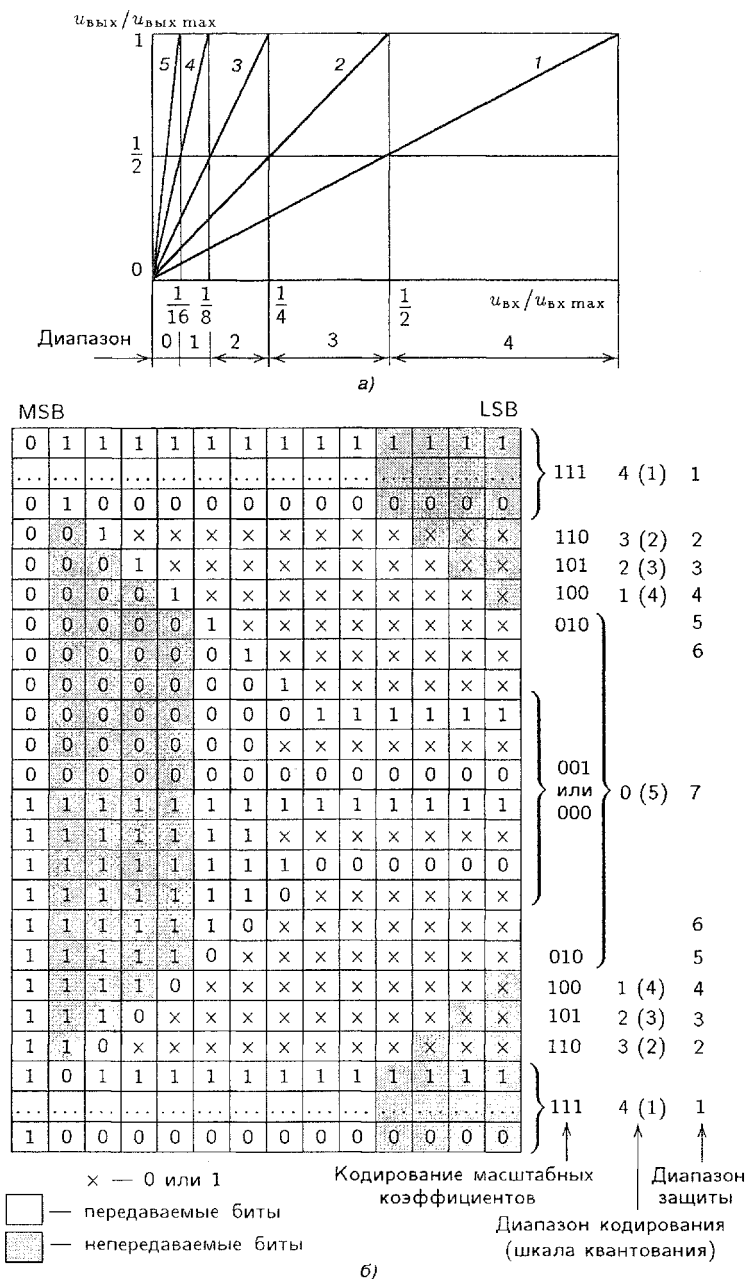 uвых/uвых max
1
5 4 3 2 1
1/2
0
1/16 1/8 1/4 1/2 uвх/uвх max
Диапазон 0 1 2 3 4
а)
MSB LSB
0 1 1 1 1 1 1 1 1 1 1 1 1 1
... ... ... ... ... ... ... ... ... ... ... ... ... ... 111 4 (1) 1
0 1 0 0 0 0 0 0 0 0 0 0 0 0
0 0 1 × × × × × × × × × × × 110 3 (2) 2
0 0 0 1 × × × × × × × × × × 101 2 (3) 3
0 0 0 0 1 × × × × × × × × × 100 1 (4) 4
0 0 0 0 0 1 × × × × × × × × 010 5
0 0 0 0 0 0 1 × × × × × × × 6
0 0 0 0 0 0 0 1 × × × × × ×
0 0 0 0 0 0 0 0 1 1 1 1 1 1
0 0 0 0 0 0 0 × × × × × × × 001
0 0 0 0 0 0 0 0 0 0 0 0 0 0 или 0 (5) 7
1 1 1 1 1 1 1 1 1 1 1 1 1 1 000
1 1 1 1 1 1 1 × × × × × × ×
1 1 1 1 1 1 1 1 0 0 0 0 0 0
1 1 1 1 1 1 1 0 × × × × × ×
1 1 1 1 1 1 0 × × × × × × × 6
1 1 1 1 1 0 × × × × × × × × 010 5
1 1 1 1 0 × × × × × × × × × 100 1 (4) 4
1 1 1 0 × × × × × × × × × × 101 2 (3) 3
1 1 0 × × × × × × × × × × × 110 3 (2) 2
1 0 1 1 1 1 1 1 1 1 1 1 1 1
... ... ... ... ... ... ... ... ... ... ... ... ... ... 111 4 (1) 1
1 0 0 0 0 0 0 0 0 0 0 0 0 0
× — 0 или 1
— передаваемые биты
— непередаваемые биты
Кодирование масштабных
коэффициентов
Диапазон
защиты
Диапазон кодирования
(шкала квантования)
б)